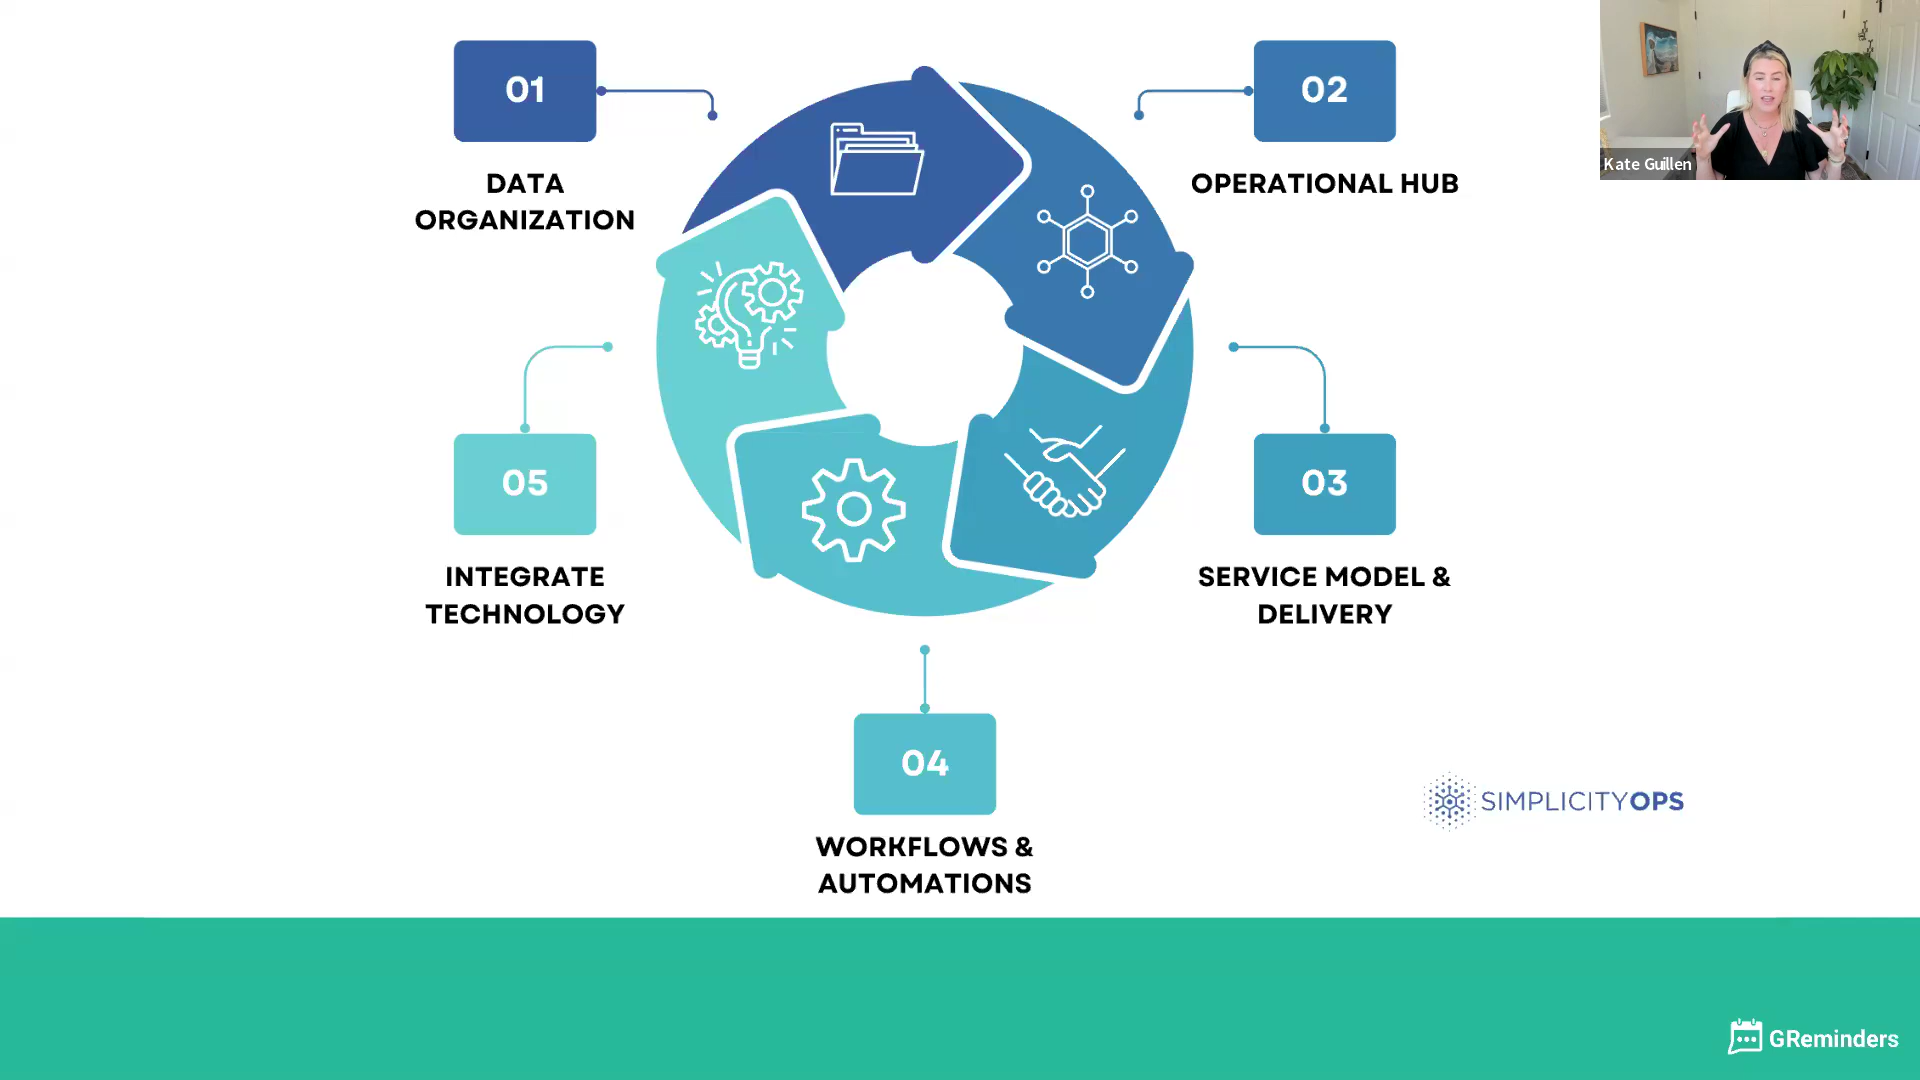 01
DATA
ORGANIZATION
02
OPERATIONAL HUB
Kate Guillen
05
INTEGRATE
TECHNOLOGY
03
SERVICE MODEL &
DELIVERY
04
WORKFLOWS &
AUTOMATIONS
SIMPLICITYOPS
GReminders